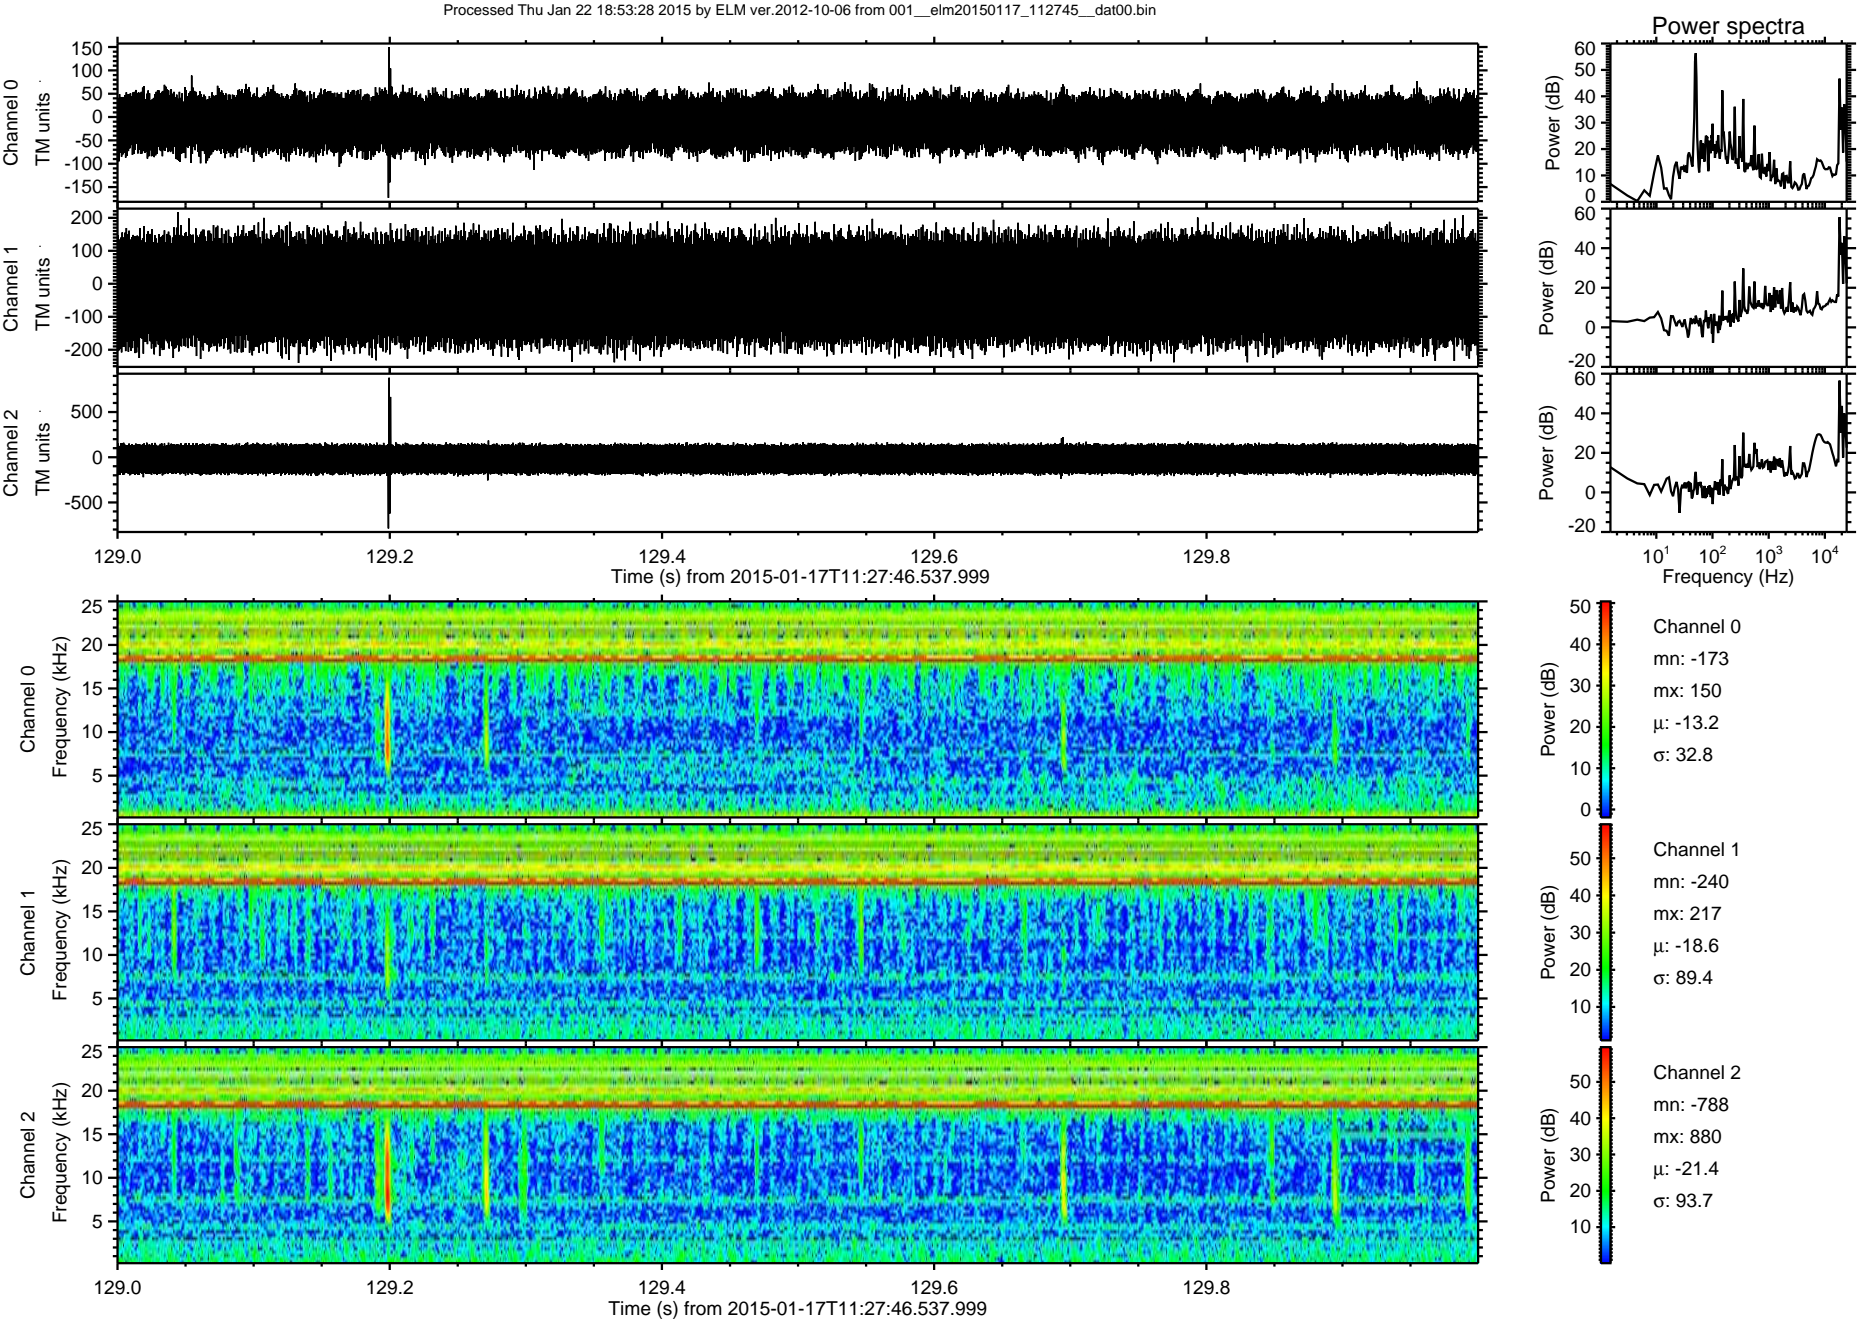 Processed Thu Jan 22 18:53:28 2015 by ELM ver.2012-10-06 from 001__elm20150117_112745__dat00.bin
Power spectra
Channel 0
TM units
150
100
50
0
-50
-100
-150
Power (dB)
60
50
40
30
20
10
0
Channel 1
TM units
200
100
0
-100
-200
Power (dB)
60
40
20
0
-20
Channel 2
TM units
500
0
-500
Power (dB)
60
40
20
0
-20
129.0 129.2 129.4 129.6 129.8
Time (s) from 2015-01-17T11:27:46.537.999
10¹ 10² 10³ 10⁴
Frequency (Hz)
Channel 0
Frequency (kHz)
25
20
15
10
5
Power (dB)
50
40
30
20
10
0
Channel 0
mn: -173
mx: 150
μ: -13.2
σ: 32.8
Channel 1
Frequency (kHz)
25
20
15
10
5
Power (dB)
50
40
30
20
10
Channel 1
mn: -240
mx: 217
μ: -18.6
σ: 89.4
Channel 2
Frequency (kHz)
25
20
15
10
5
Power (dB)
50
40
30
20
10
Channel 2
mn: -788
mx: 880
μ: -21.4
σ: 93.7
129.0 129.2 129.4 129.6 129.8
Time (s) from 2015-01-17T11:27:46.537.999